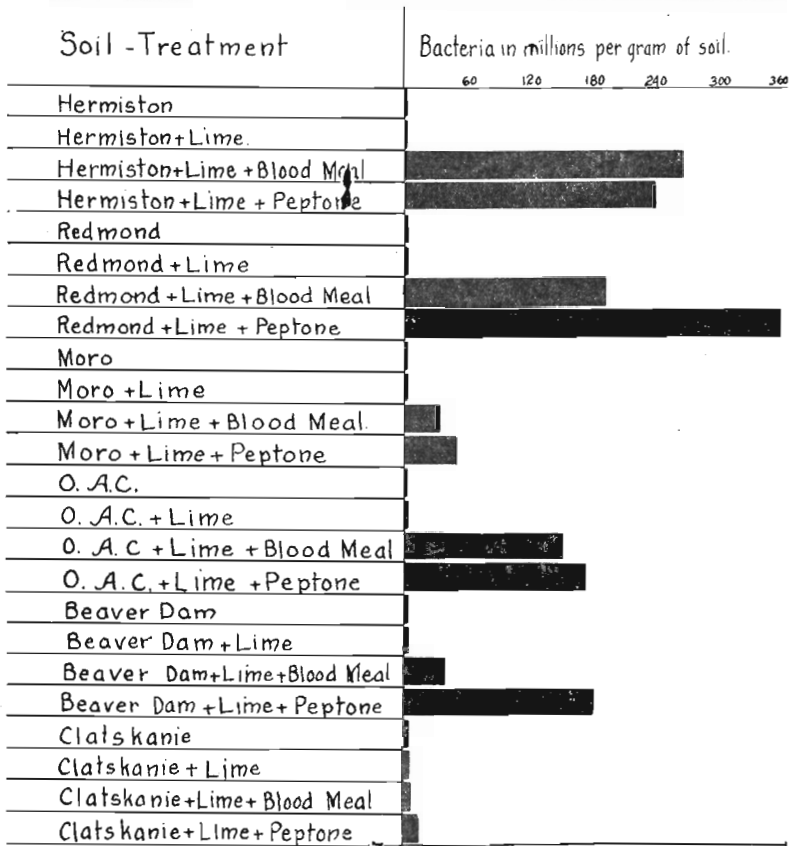 Soil-Treatment
Bacteria in millions per gram of soil.
60 120 180 240 300 360
Hermiston
Hermiston+Lime.
Hermiston+Lime+Blood Meal
Hermiston+Lime+Peptone
Redmond
Redmond+Lime
Redmond+Lime+Blood Meal
Redmond+Lime+Peptone
Moro
Moro+Lime
Moro+Lime+Blood Meal.
Moro+Lime+Peptone
O. A.C.
O. A.C.+Lime
O. A.C+Lime+Blood Meal
O. A.C.+Lime+Peptone
Beaver Dam
Beaver Dam+Lime
Beaver Dam+Lime+Blood Meal
Beaver Dam+Lime+Peptone
Clatskanie
Clatskanie+Lime
Clatskanie+Lime+Blood Meal
Clatskanie+Lime+Peptone